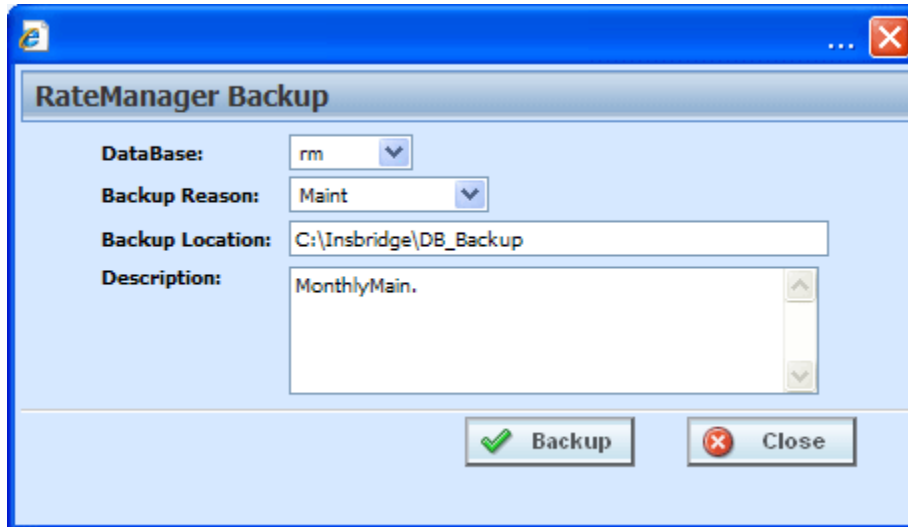 ...
RateManager Backup
DataBase: rm
Backup Reason: Maint
Backup Location: C:\Insbridge\DB_Backup
Description: MonthlyMain.
Backup Close